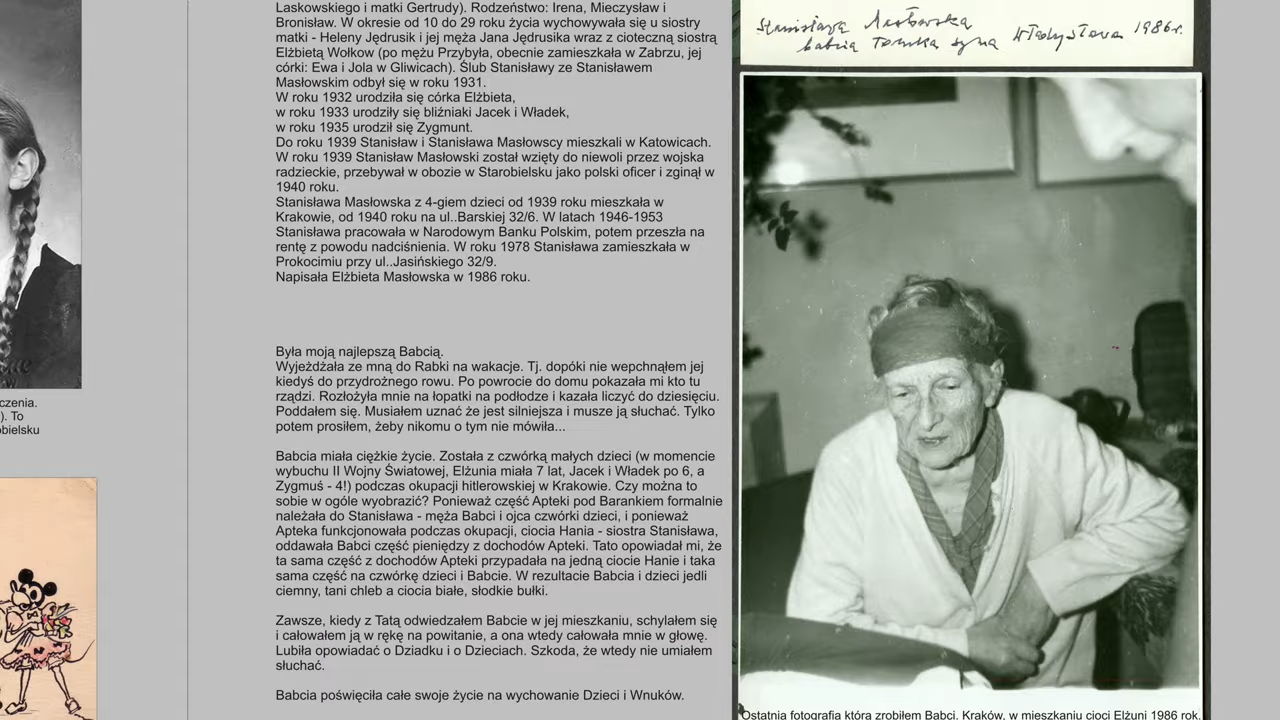 Laskowskiego i matki Gertrudy). Rodzeństwo: Irena, Mieczysław i
Bronisław. W okresie od 10 do 29 roku życia wychowywała się u siostry
matki - Heleny Jędrusik i jej męża Jana Jędrusika wraz z cioteczną siostrą
Elżbietą Wołkow (po mężu Przybyła, obecnie zamieszkała w Zabrzu, jej
córki: Ewa i Jola w Gliwicach). Ślub Stanisławy ze Stanisławem
Masłowskim odbył się w roku 1931.
W roku 1932 urodziła się córka Elżbieta,
w roku 1933 urodziły się bliźniaki Jacek i Władek,
w roku 1935 urodził się Zygmunt.
Do roku 1939 Stanisław i Stanisława Masłowscy mieszkali w Katowicach.
W roku 1939 Stanisław Masłowski został wzięty do niewoli przez wojska
radzieckie, przebywał w obozie w Starobielsku jako polski oficer i zginął w
1940 roku.
Stanisława Masłowska z 4-giem dzieci od 1939 roku mieszkała w
Krakowie, od 1940 roku na ul..Barskiej 32/6. W latach 1946-1953
Stanisława pracowała w Narodowym Banku Polskim, potem przeszła na
rentę z powodu nadciśnienia. W roku 1978 Stanisława zamieszkała w
Prokocimiu przy ul..Jasińskiego 32/9.
Napisała Elżbieta Masłowska w 1986 roku.
Była moją najlepszą Babcią.
Wyjeżdżała ze mną do Rabki na wakacje. Tj. dopóki nie wepchnąłem jej
kiedyś do przydrożnego rowu. Po powrocie do domu pokazała mi kto tu
rządzi. Rozłożyła mnie na łopatki na podłodze i kazała liczyć do dziesięciu.
Poddałem się. Musiałem uznać że jest silniejsza i musze ją słuchać. Tylko
potem prosiłem, żeby nikomu o tym nie mówiła...
Babcia miała ciężkie życie. Została z czwórką małych dzieci (w momencie
wybuchu II Wojny Światowej, Elżunia miała 7 lat, Jacek i Władek po 6, a
Zygmuś - 4!) podczas okupacji hitlerowskiej w Krakowie. Czy można to
sobie w ogóle wyobrazić? Ponieważ część Apteki pod Barankiem formalnie
należała do Stanisława - męża Babci i ojca czwórki dzieci, i ponieważ
Apteka funkcjonowała podczas okupacji, ciocia Hania - siostra Stanisława,
oddawała Babci część pieniędzy z dochodów Apteki. Tato opowiadał mi, że
ta sama część z dochodów Apteki przypadała na jedną ciocie Hanie i taka
sama część na czwórkę dzieci i Babcie. W rezultacie Babcia i dzieci jedli
ciemny, tani chleb a ciocia białe, słodkie bułki.
Zawsze, kiedy z Tatą odwiedzałem Babcie w jej mieszkaniu, schylałem się
i całowałem ją w rękę na powitanie, a ona wtedy całowała mnie w głowę.
Lubiła opowiadać o Dziadku i o Dzieciach. Szkoda, że wtedy nie umiałem
słuchać.
Babcia poświęciła całe swoje życie na wychowanie Dzieci i Wnuków.
czenia.
). To
obielsku
Stanisława Masłowska
babcia Tomka syna Władysława 1986r.
Ostatnia fotografia którą zrobiłem Babci. Kraków, w mieszkaniu cioci Elżuni 1986 rok.